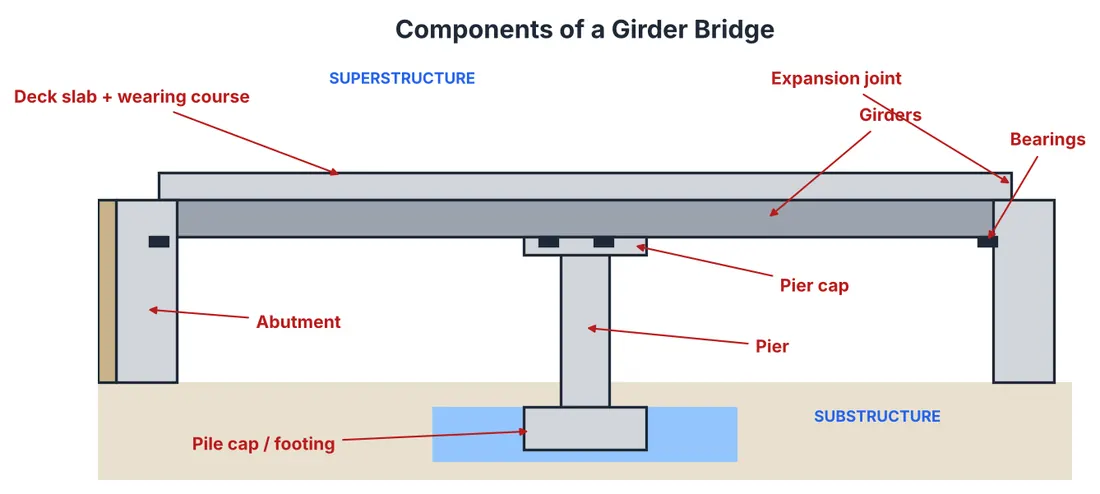 Components of a Girder Bridge
SUPERSTRUCTURE
Expansion joint
Deck slab + wearing course
Girders
Bearings
Pier cap
Abutment
Pier
SUBSTRUCTURE
Pile cap / footing